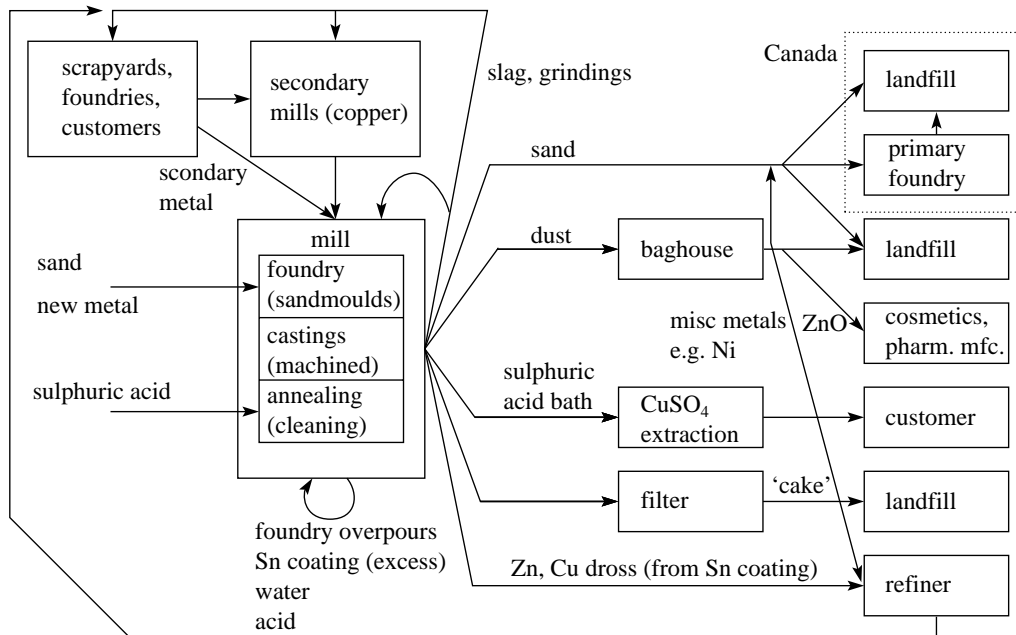 scrapyards,
foundries,
customers
secondary
mills (copper)
slag, grindings
Canada
landfill
primary
foundry
sand
scondary
metal
mill
foundry
(sandmoulds)
castings
(machined)
annealing
(cleaning)
sand
new metal
sulphuric acid
dust
baghouse
landfill
misc metals
e.g. Ni
ZnO
cosmetics,
pharm. mfc.
sulphuric
acid bath
CuSO₄
extraction
customer
filter
‘cake’
landfill
foundry overpours
Sn coating (excess)
water
acid
Zn, Cu dross (from Sn coating)
refiner